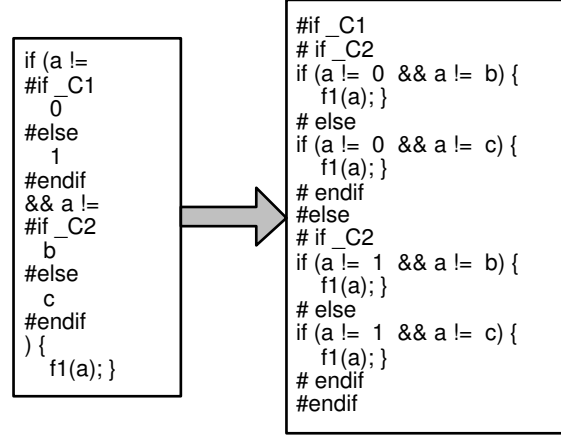 if (a !=
#if _C1
0
#else
1
#endif
&& a !=
#if _C2
b
#else
c
#endif
) {
f1(a); }
#if _C1
# if _C2
if (a != 0 && a != b) {
f1(a); }
# else
if (a != 0 && a != c) {
f1(a); }
# endif
#else
# if _C2
if (a != 1 && a != b) {
f1(a); }
# else
if (a != 1 && a != c) {
f1(a); }
# endif
#endif